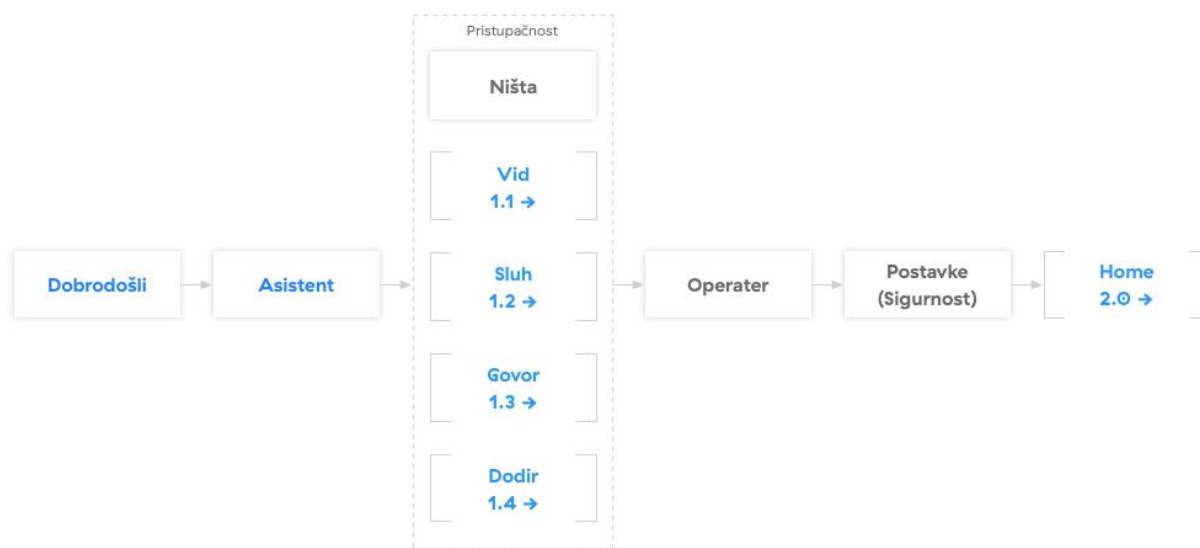 Pristupačnost
Ništa
Vid
1.1 →
Dobrodošli
Asistent
Sluh
1.2 →
Operater
Postavke
(Sigurnost)
Home
2.0 →
Govor
1.3 →
Dodir
1.4 →